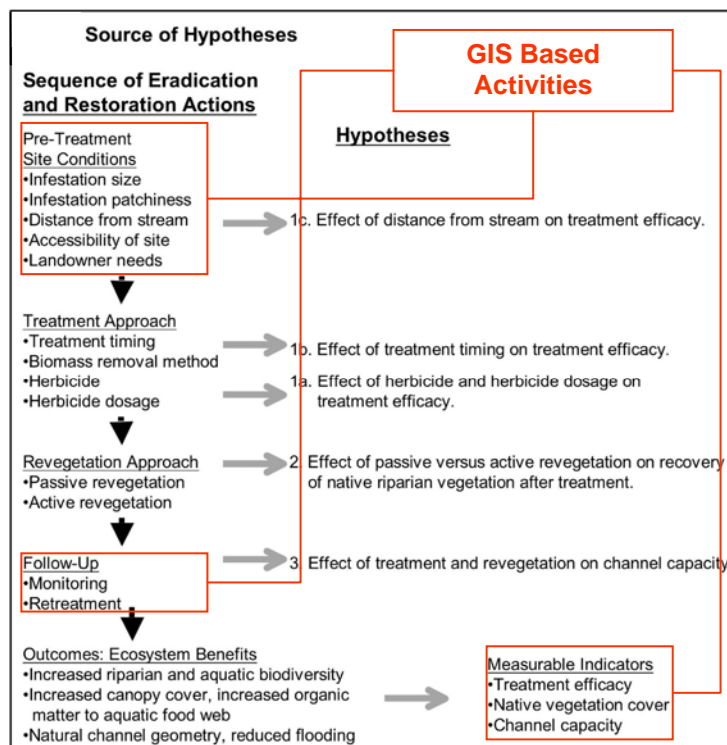 Source of Hypotheses
GIS Based
Activities
Sequence of Eradication
and Restoration Actions
Hypotheses
Pre-Treatment
Site Conditions
•Infestation size
•Infestation patchiness
•Distance from stream
•Accessibility of site
•Landowner needs
1c. Effect of distance from stream on treatment efficacy.
Treatment Approach
•Treatment timing
•Biomass removal method
•Herbicide
•Herbicide dosage
1b. Effect of treatment timing on treatment efficacy.
1a. Effect of herbicide and herbicide dosage on
treatment efficacy.
Revegetation Approach
•Passive revegetation
•Active revegetation
2. Effect of passive versus active revegetation on recovery
of native riparian vegetation after treatment.
Follow-Up
•Monitoring
•Retreatment
3. Effect of treatment and revegetation on channel capacity
Outcomes: Ecosystem Benefits
•Increased riparian and aquatic biodiversity
•Increased canopy cover, increased organic
matter to aquatic food web
•Natural channel geometry, reduced flooding
Measurable Indicators
•Treatment efficacy
•Native vegetation cover
•Channel capacity